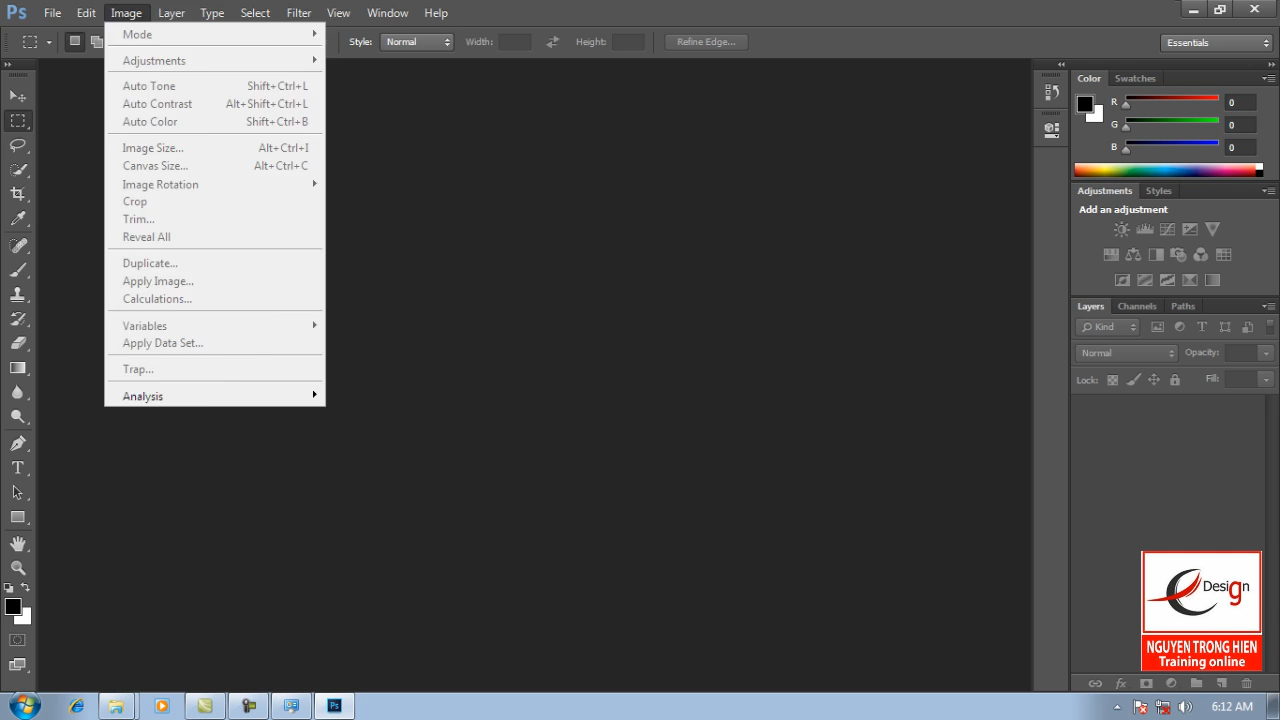 Ps File Edit Image Layer Type Select Filter View Window Help
Style: Normal Width: Height: Refine Edge... Essentials
Mode
Adjustments
Auto Tone Shift+Ctrl+L
Auto Contrast Alt+Shift+Ctrl+L
Auto Color Shift+Ctrl+B
Image Size... Alt+Ctrl+I
Canvas Size... Alt+Ctrl+C
Image Rotation
Crop
Trim...
Reveal All
Duplicate...
Apply Image...
Calculations...
Variables
Apply Data Set...
Trap...
Analysis
Color Swatches
R 0
G 0
B 0
Adjustments Styles
Add an adjustment
Layers Channels Paths
Kind
Normal Opacity:
Lock: Fill:
Design
NGUYEN TRONG HIEN
Training online
Ps 6:12 AM